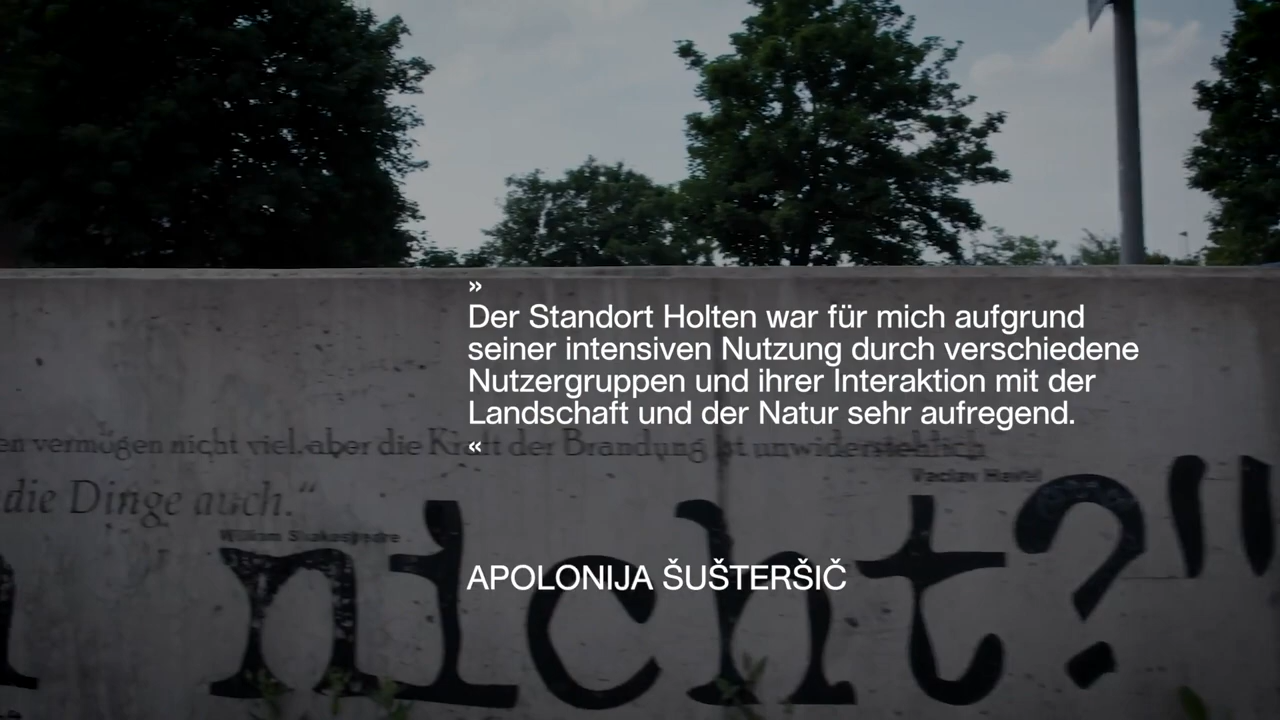 »
Der Standort Holten war für mich aufgrund
seiner intensiven Nutzung durch verschiedene
Nutzergruppen und ihrer Interaktion mit der
Landschaft und der Natur sehr aufregend.
«
en vermögen nicht viel. aber die Kraft der Brandung ist unwiderstehlich
Vaclav Havel
die Dinge auch.“
William Shakespeare
nicht?"
APOLONIJA ŠUŠTERŠIČ